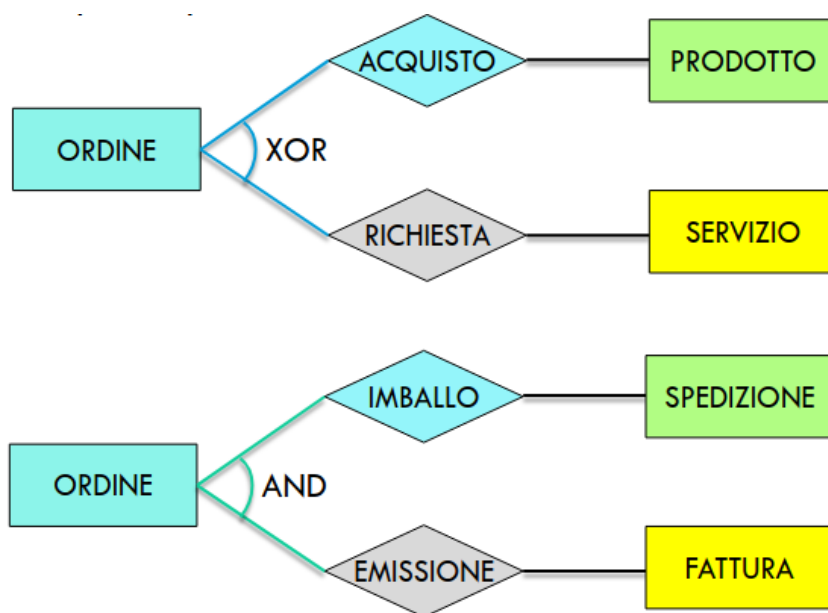 ACQUISTO
PRODOTTO
ORDINE
XOR
RICHIESTA
SERVIZIO
IMBALLO
SPEDIZIONE
ORDINE
AND
EMISSIONE
FATTURA